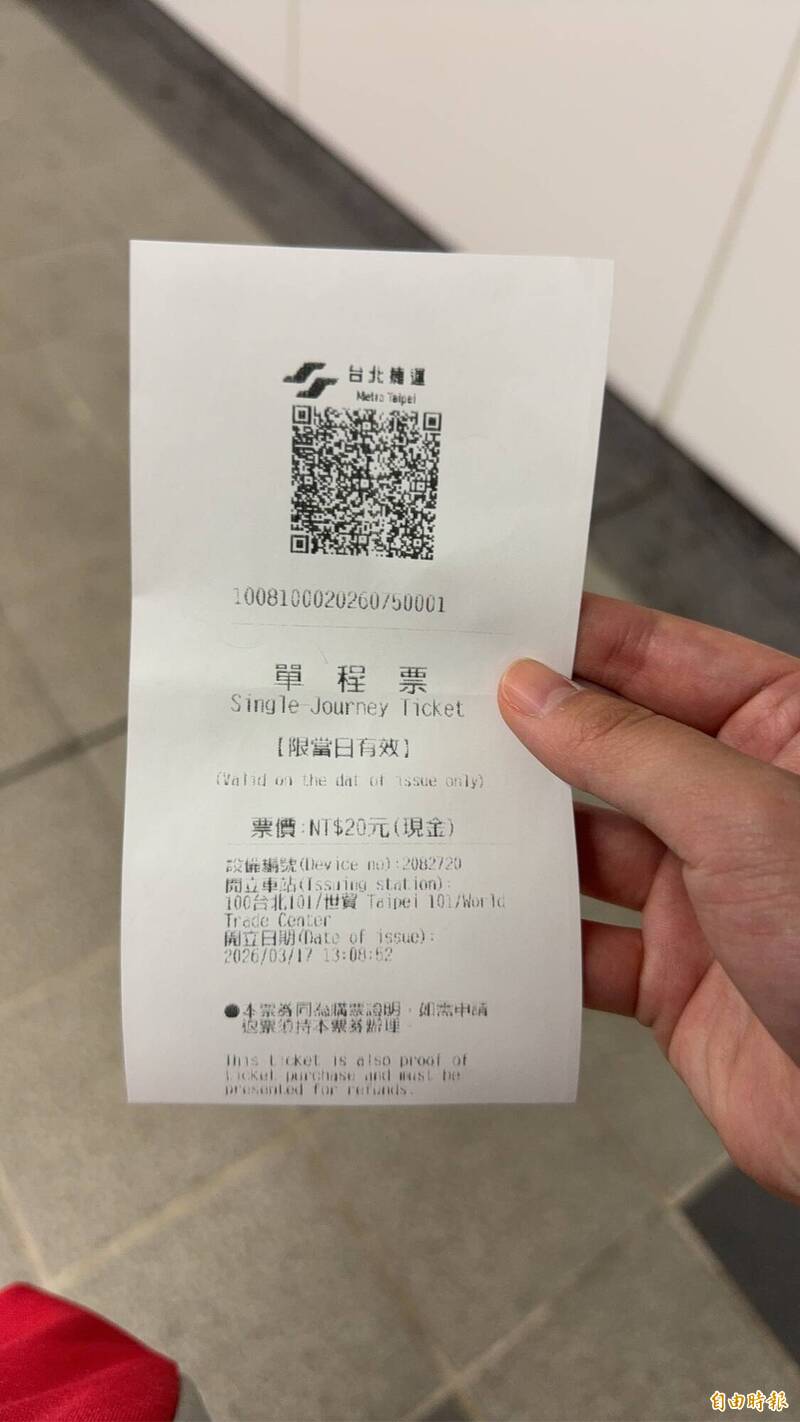 台北捷運
Metro Taipei
1008100020260750001
單程票
Single-Journey Ticket
【限當日有效】
(Valid on the dat of issue only)
票價:NT$20元(現金)
設備編號(Device no):2082720
開立車站(Issuing station):
100台北101/世貿 Taipei 101/World
Trade Center
開立日期(Date of issue):
2026/03/17 13:08:52
●本票券同為購票證明，如需申請
退票須持本票券辦理。
This ticket is also proof of
ticket purchase and must be
presented for refunds.
自由時報